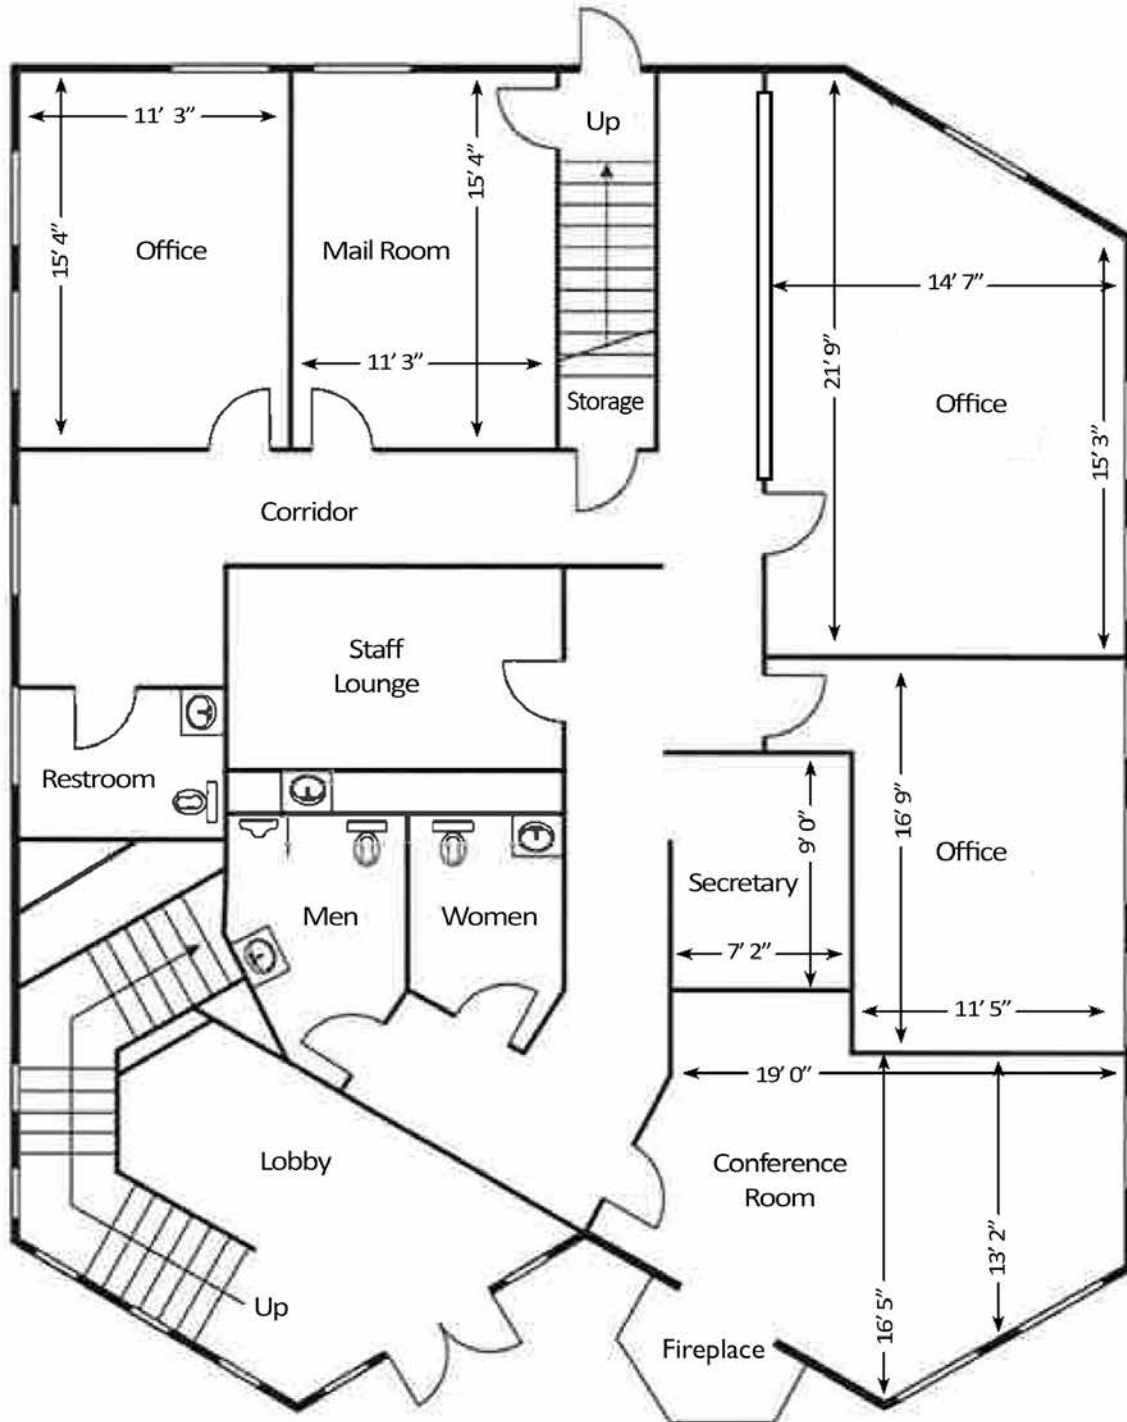 Up
11' 3"
15' 4"
15' 4"
Office
Mail Room
11' 3"
Storage
14' 7"
21' 9"
Office
15' 3"
Corridor
Staff
Lounge
Restroom
16' 9"
9' 0"
Office
Secretary
Men
Women
7' 2"
11' 5"
19' 0"
Lobby
Conference
Room
13' 2"
16' 5"
Up
Fireplace